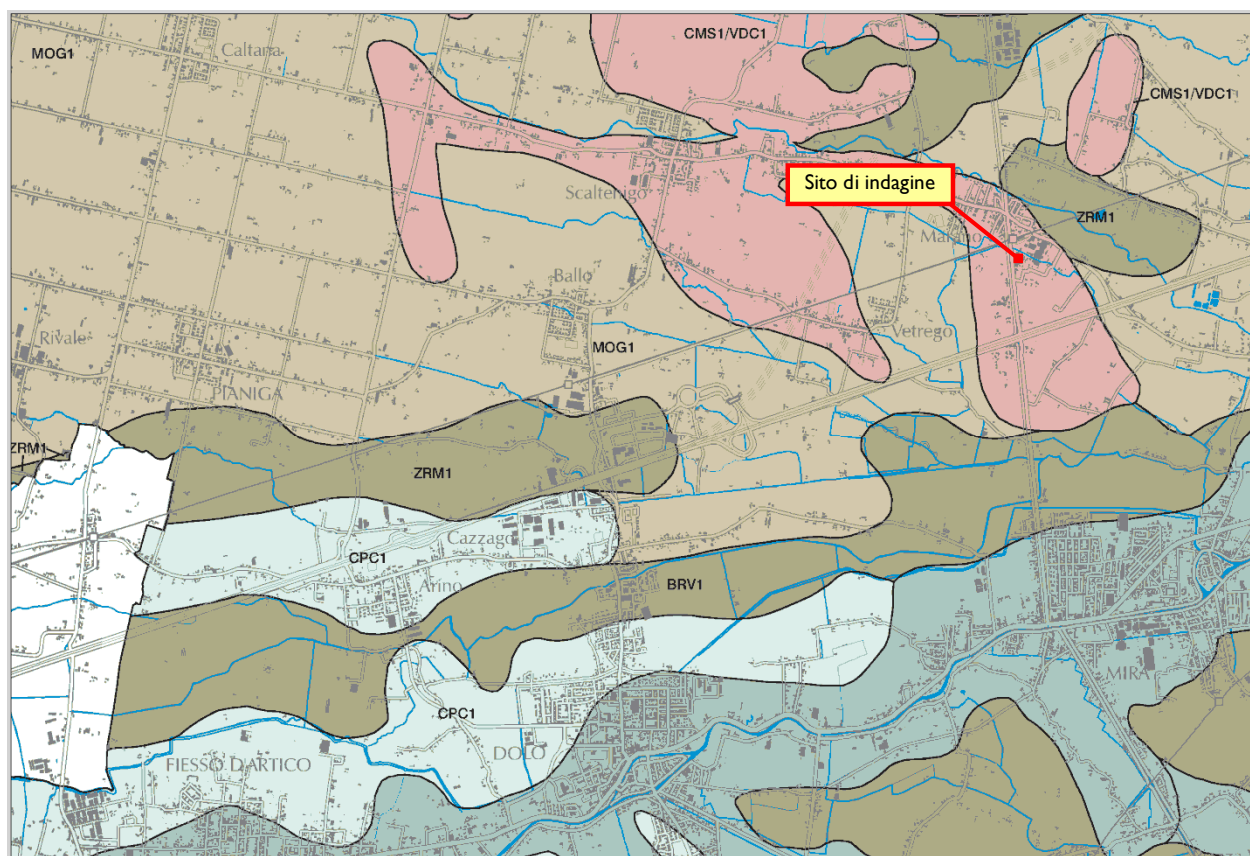 CMS1/VDC1
MOG1
Caltana
CMS1/VDC1
Sito di indagine
Scaltenigo
ZRM1
Marano
Ballo
Vetrego
Rivale
MOG1
PIANIGA
ZRM1
ZRM1
Cazzago
CPC1
Arino
BRV1
MIRA
CPC1
DOLO
FIESSO D'ARTICO